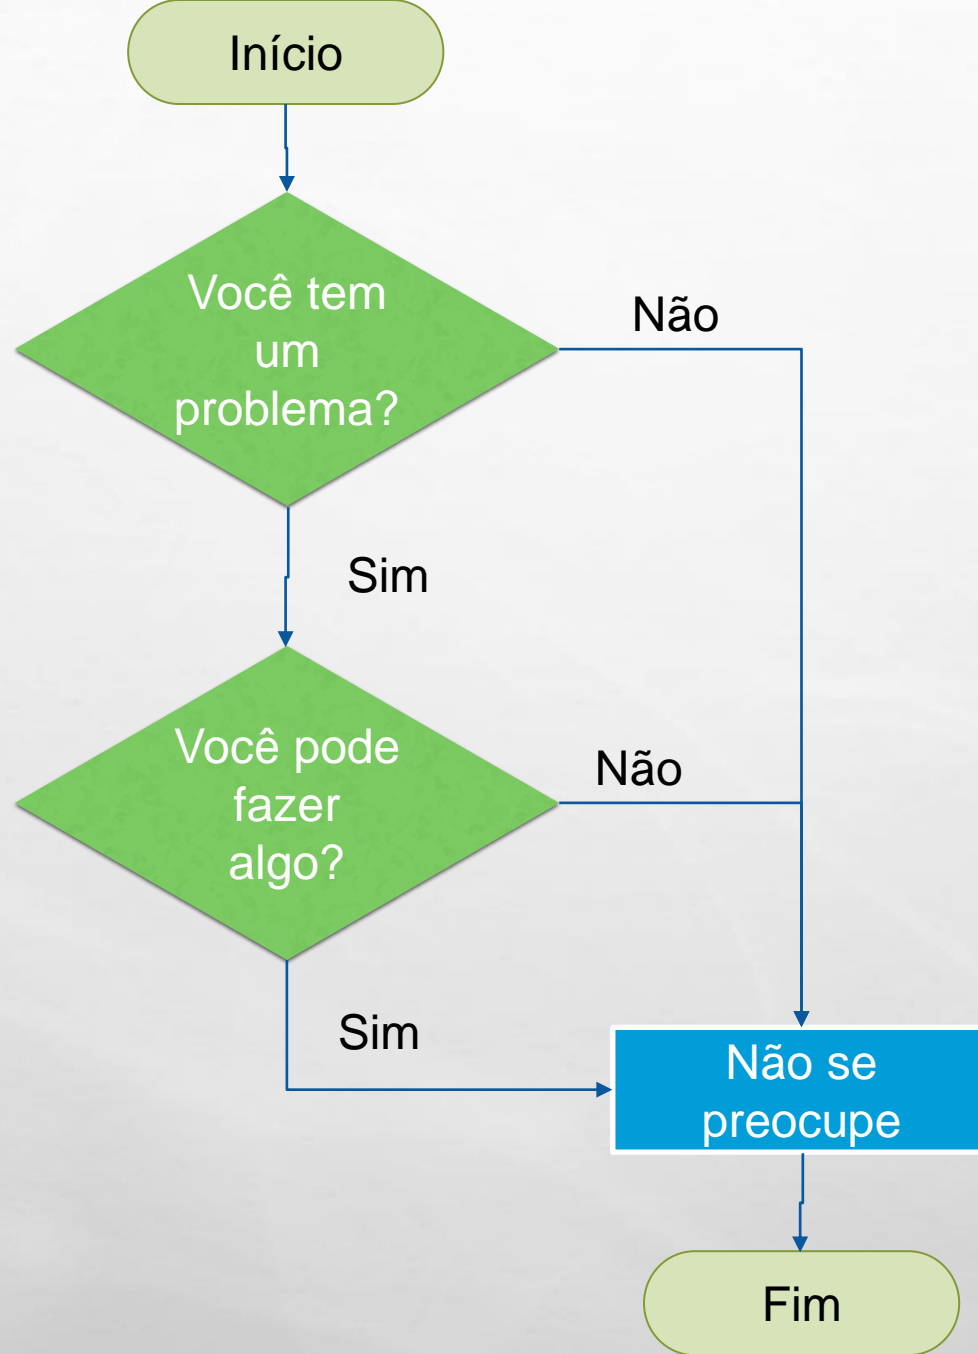 Início
Você tem
um
problema?
Não
Sim
Você pode
fazer
algo?
Não
Sim
Não se
preocupe
Fim